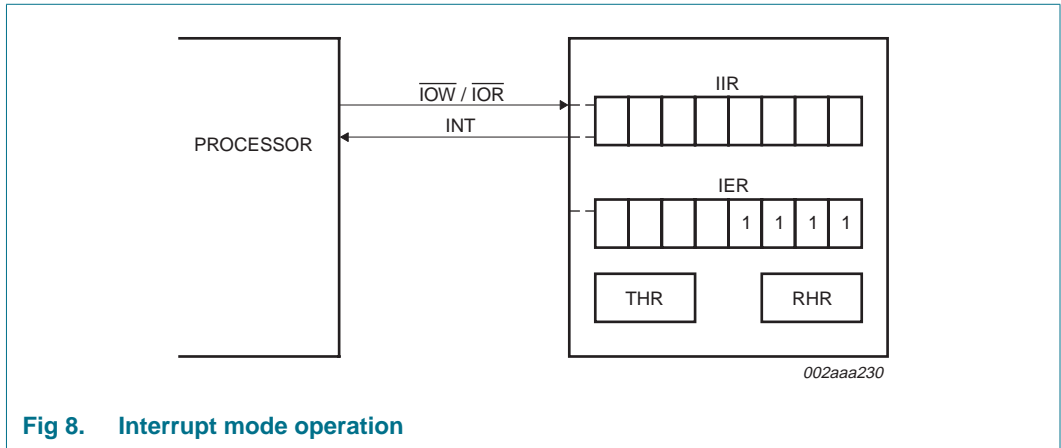 IOW / IOR
INT
PROCESSOR
IIR
IER
1 1 1 1
THR
RHR
002aaa230
Fig 8. Interrupt mode operation